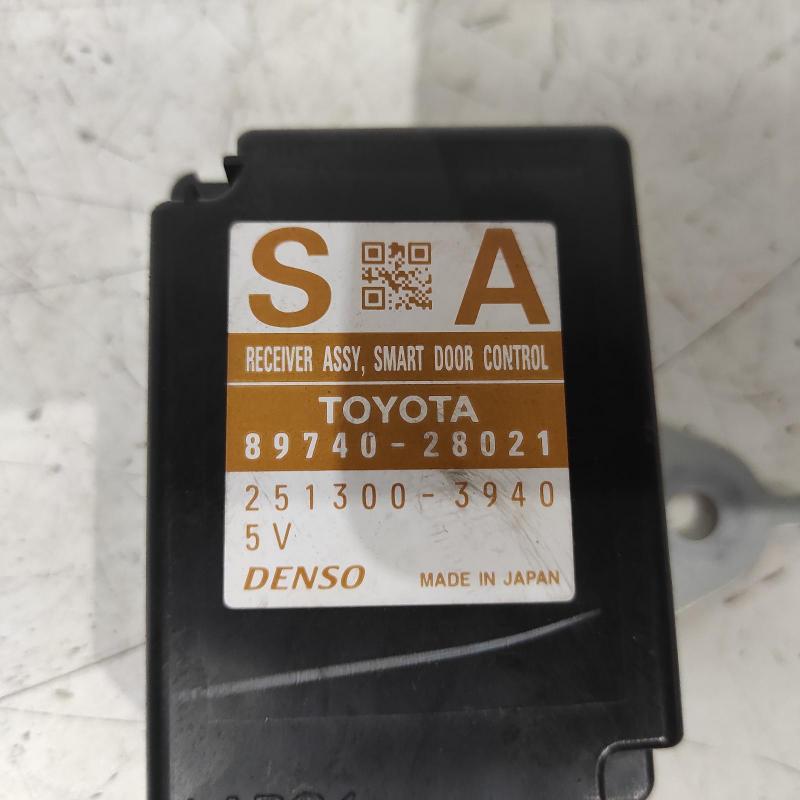 S A
RECEIVER ASSY, SMART DOOR CONTROL
TOYOTA
89740-28021
251300-3940
5V
DENSO MADE IN JAPAN